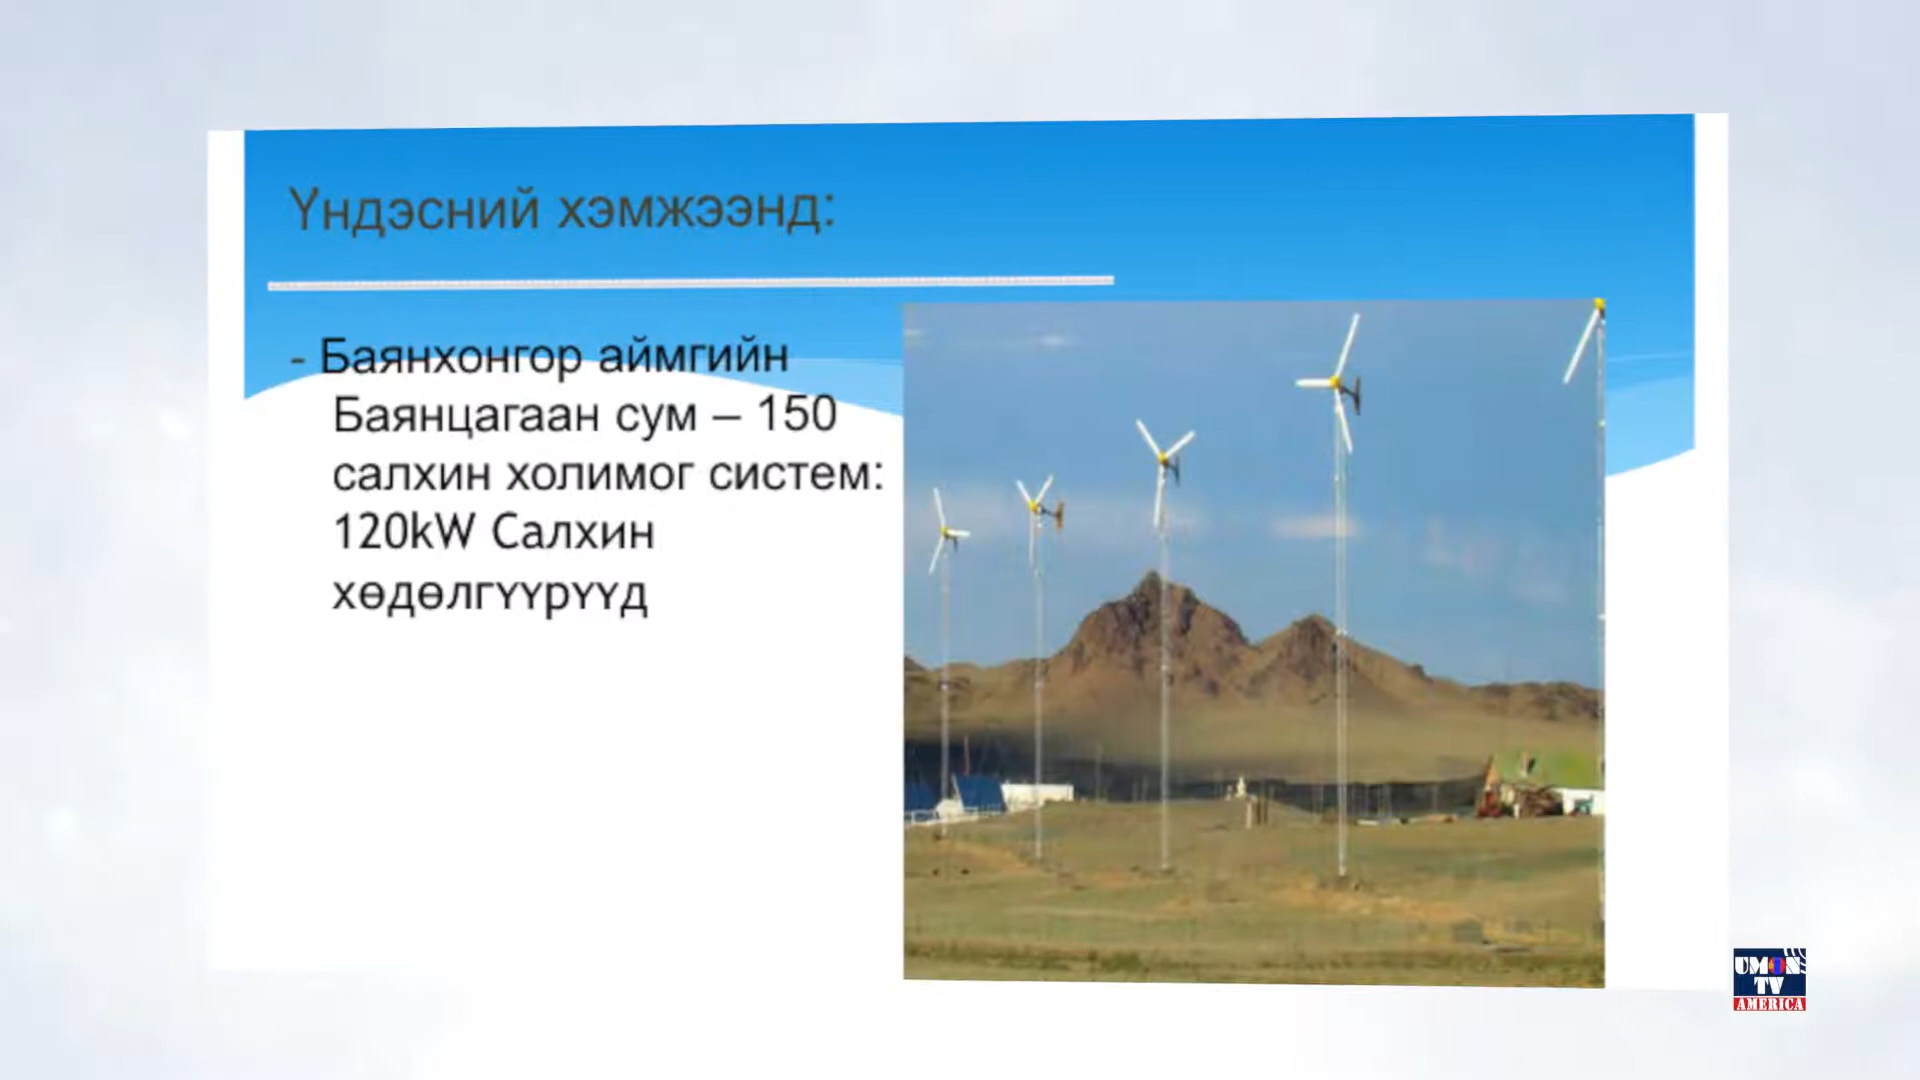 Үндэсний хэмжээнд:
- Баянхонгор аймгийн
Баянцагаан сум – 150
салхин холимог систем:
120kW Салхин
хөдөлгүүрүүд
UMON
TV
AMERICA